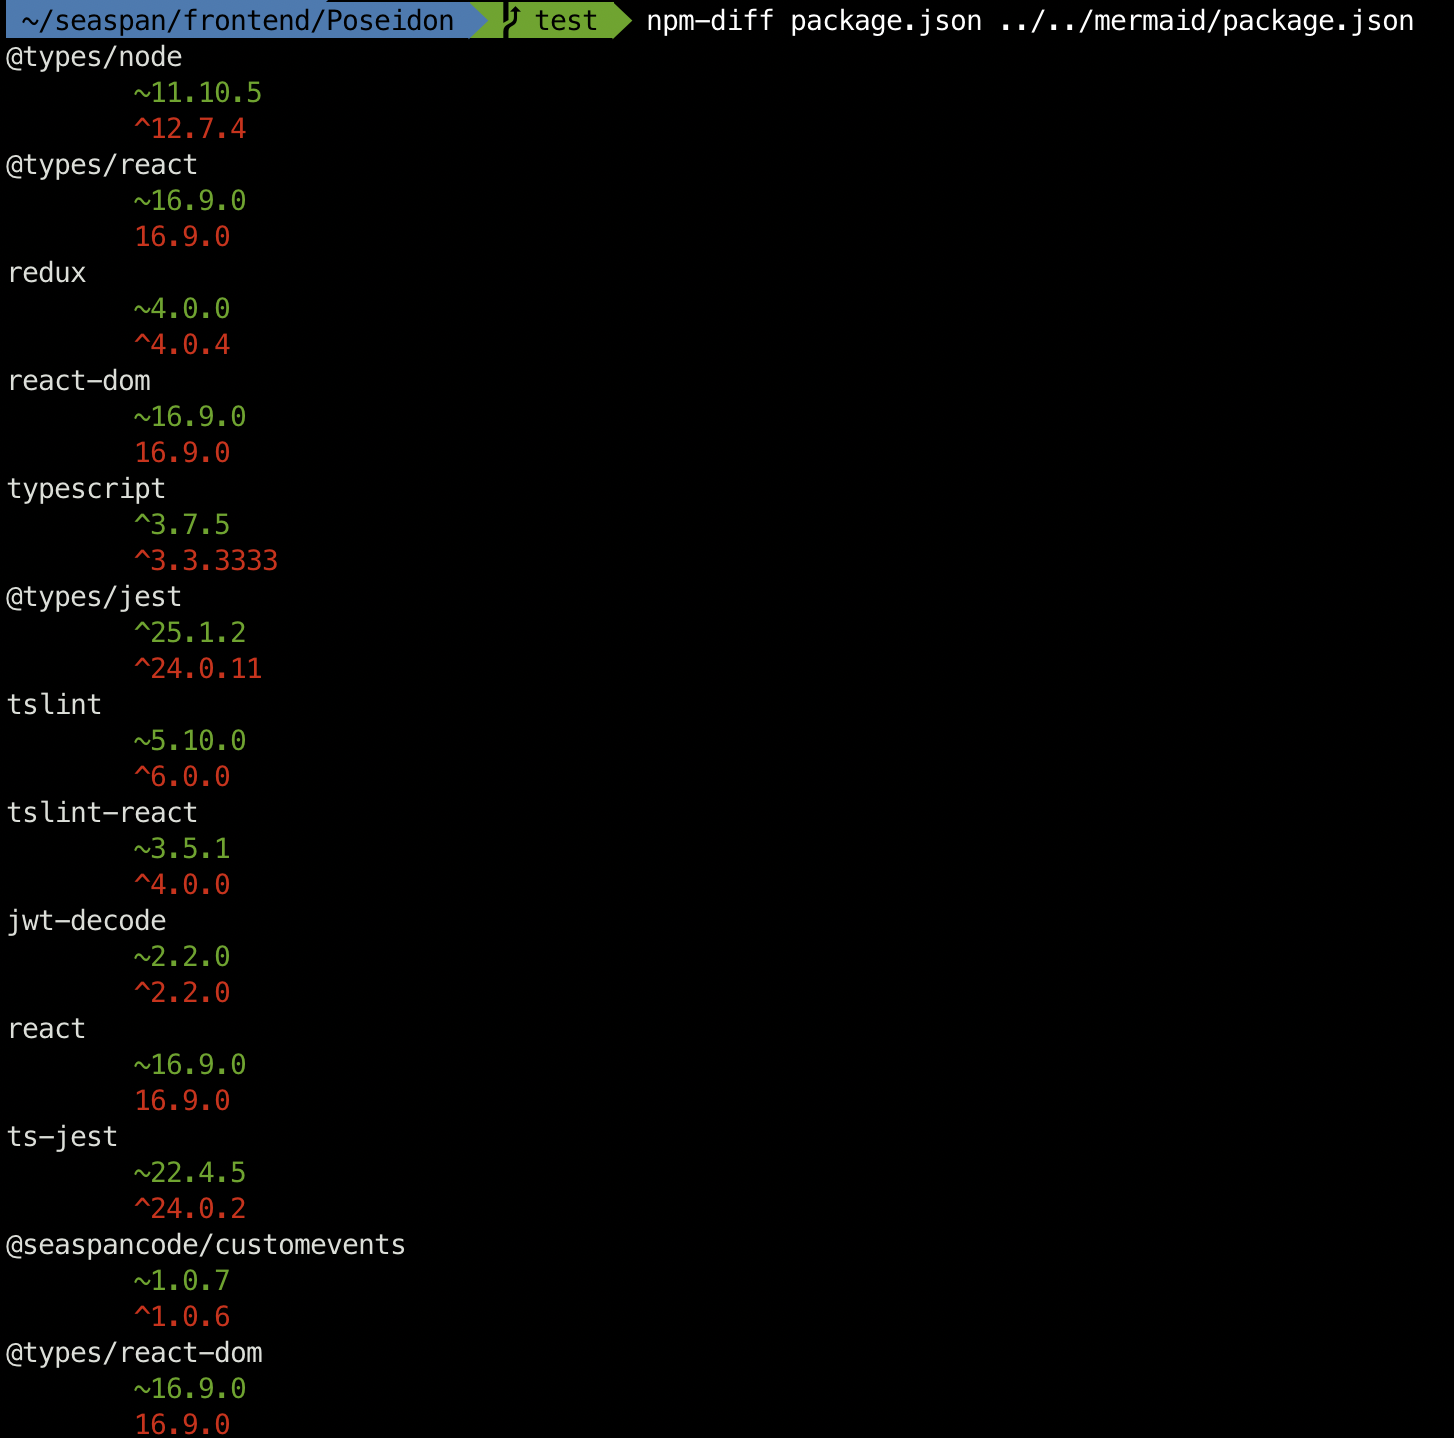 ~/seaspan/frontend/Poseidon test npm-diff package.json ../../mermaid/package.json
@types/node
~11.10.5
^12.7.4
@types/react
~16.9.0
16.9.0
redux
~4.0.0
^4.0.4
react-dom
~16.9.0
16.9.0
typescript
^3.7.5
^3.3.3333
@types/jest
^25.1.2
^24.0.11
tslint
~5.10.0
^6.0.0
tslint-react
~3.5.1
^4.0.0
jwt-decode
~2.2.0
^2.2.0
react
~16.9.0
16.9.0
ts-jest
~22.4.5
^24.0.2
@seaspancode/customevents
~1.0.7
^1.0.6
@types/react-dom
~16.9.0
16.9.0